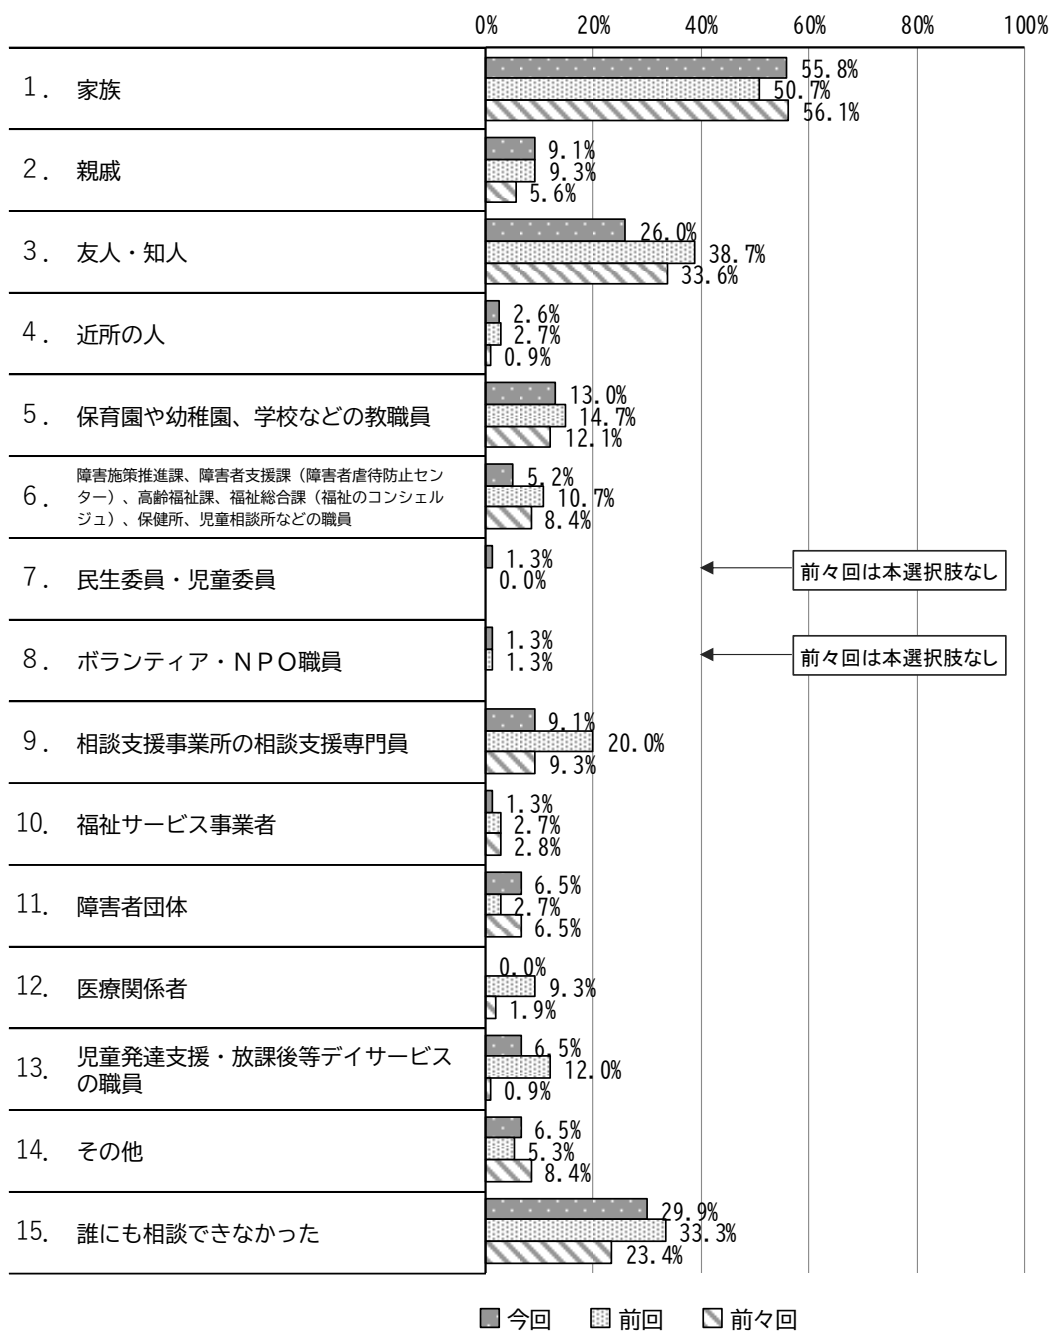 0% 20% 40% 60% 80% 100%
1． 家族
55.8%
50.7%
56.1%
2． 親戚
9.1%
9.3%
5.6%
3． 友人・知人
26.0%
38.7%
33.6%
4． 近所の人
2.6%
2.7%
0.9%
5． 保育園や幼稚園、学校などの教職員
13.0%
14.7%
12.1%
6． 障害施策推進課、障害者支援課（障害者虐待防止セン
ター）、高齢福祉課、福祉総合課（福祉のコンシェル
ジュ）、保健所、児童相談所などの職員
5.2%
10.7%
8.4%
7． 民生委員・児童委員
1.3%
0.0%
前々回は本選択肢なし
8． ボランティア・ＮＰＯ職員
1.3%
1.3%
前々回は本選択肢なし
9． 相談支援事業所の相談支援専門員
9.1%
20.0%
9.3%
10． 福祉サービス事業者
1.3%
2.7%
2.8%
11． 障害者団体
6.5%
2.7%
6.5%
12． 医療関係者
0.0%
9.3%
1.9%
13． 児童発達支援・放課後等デイサービス
の職員
6.5%
12.0%
0.9%
14． その他
6.5%
5.3%
8.4%
15． 誰にも相談できなかった
29.9%
33.3%
23.4%
今回 前回 前々回